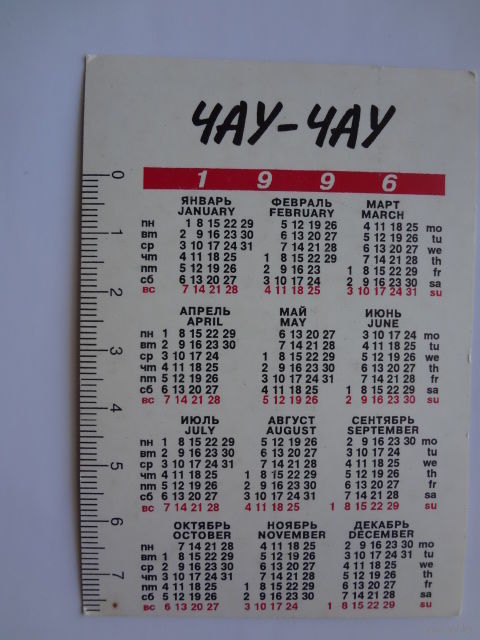 ЧАУ-ЧАУ
1 9 9 6
ЯНВАРЬ ФЕВРАЛЬ МАРТ
JANUARY FEBRUARY MARCH
пн 1 8 15 22 29 5 12 19 26 4 11 18 25 mo
вт 2 9 16 23 30 6 13 20 27 5 12 19 26 tu
ср 3 10 17 24 31 7 14 21 28 6 13 20 27 we
чт 4 11 18 25 1 8 15 22 29 7 14 21 28 th
пт 5 12 19 26 2 9 16 23 1 8 15 22 29 fr
сб 6 13 20 27 3 10 17 24 2 9 16 23 30 sa
вс 7 14 21 28 4 11 18 25 3 10 17 24 31 su
АПРЕЛЬ МАЙ ИЮНЬ
APRIL MAY JUNE
пн 1 8 15 22 29 6 13 20 27 3 10 17 24 mo
вт 2 9 16 23 30 7 14 21 28 4 11 18 25 tu
ср 3 10 17 24 1 8 15 22 29 5 12 19 26 we
чт 4 11 18 25 2 9 16 23 30 6 13 20 27 th
пт 5 12 19 26 3 10 17 24 31 7 14 21 28 fr
сб 6 13 20 27 4 11 18 25 1 8 15 22 29 sa
вс 7 14 21 28 5 12 19 26 2 9 16 23 30 su
ИЮЛЬ АВГУСТ СЕНТЯБРЬ
JULY AUGUST SEPTEMBER
пн 1 8 15 22 29 5 12 19 26 2 9 16 23 30 mo
вт 2 9 16 23 30 6 13 20 27 3 10 17 24 tu
ср 3 10 17 24 31 7 14 21 28 4 11 18 25 we
чт 4 11 18 25 1 8 15 22 29 5 12 19 26 th
пт 5 12 19 26 2 9 16 23 30 6 13 20 27 fr
сб 6 13 20 27 3 10 17 24 31 7 14 21 28 sa
вс 7 14 21 28 4 11 18 25 1 8 15 22 29 su
ОКТЯБРЬ НОЯБРЬ ДЕКАБРЬ
OCTOBER NOVEMBER DECEMBER
пн 7 14 21 28 4 11 18 25 2 9 16 23 30 mo
вт 1 8 15 22 29 5 12 19 26 3 10 17 24 31 tu
ср 2 9 16 23 30 6 13 20 27 4 11 18 25 we
чт 3 10 17 24 31 7 14 21 28 5 12 19 26 th
пт 4 11 18 25 1 8 15 22 29 6 13 20 27 fr
сб 5 12 19 26 2 9 16 23 30 7 14 21 28 sa
вс 6 13 20 27 3 10 17 24 1 8 15 22 29 su
0
1
2
3
4
5
6
7